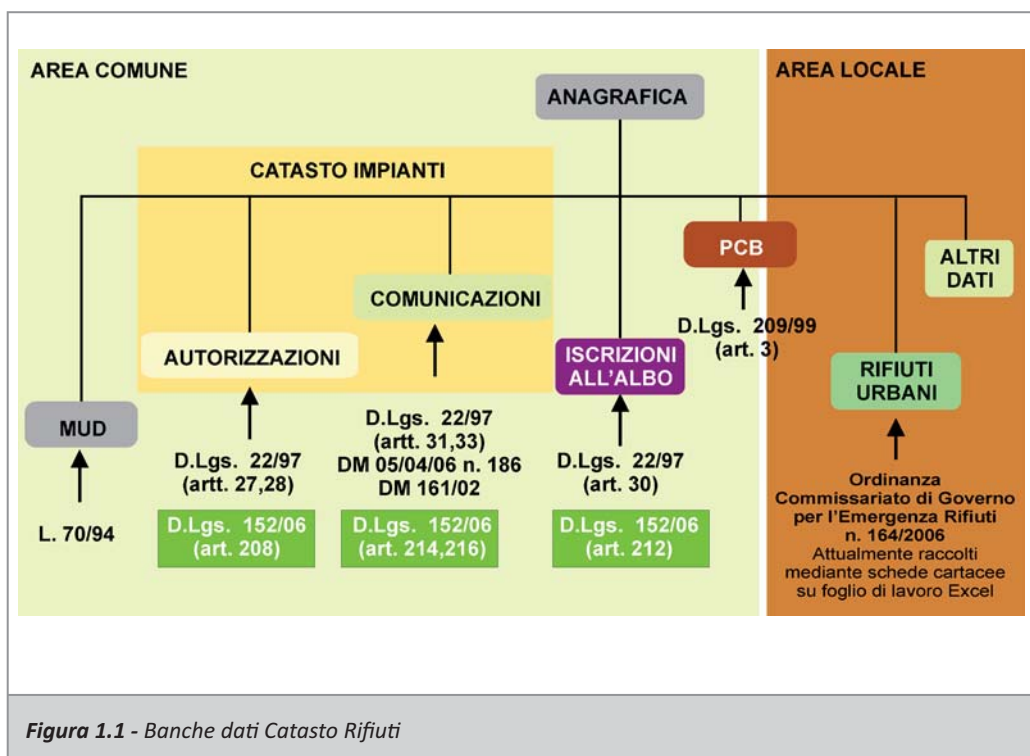 AREA COMUNE
AREA LOCALE
ANAGRAFICA
CATASTO IMPIANTI
PCB
ALTRI
DATI
COMUNICAZIONI
D.Lgs. 209/99
(art. 3)
AUTORIZZAZIONI
ISCRIZIONI
ALL'ALBO
RIFIUTI
URBANI
MUD
L. 70/94
D.Lgs. 22/97
(artt. 27,28)
D.Lgs. 152/06
(art. 208)
D.Lgs. 22/97
(artt. 31,33)
DM 05/04/06 n. 186
DM 161/02
D.Lgs. 152/06
(art. 214,216)
D.Lgs. 22/97
(art. 30)
D.Lgs. 152/06
(art. 212)
Ordinanza
Commissariato di Governo
per l'Emergenza Rifiuti
n. 164/2006
Attualmente raccolti
mediante schede cartacee
su foglio di lavoro Excel
Figura 1.1 - Banche dati Catasto Rifiuti